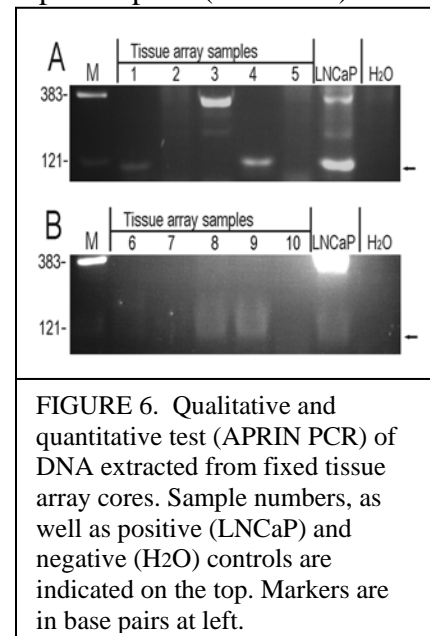 A
Tissue array samples
M 1 2 3 4 5 LNCaP H2O
383-
121-
B
Tissue array samples
M 6 7 8 9 10 LNCaP H2O
383-
121-
FIGURE 6. Qualitative and
quantitative test (APRIN PCR) of
DNA extracted from fixed tissue
array cores. Sample numbers, as
well as positive (LNCaP) and
negative (H2O) controls are
indicated on the top. Markers are
in base pairs at left.